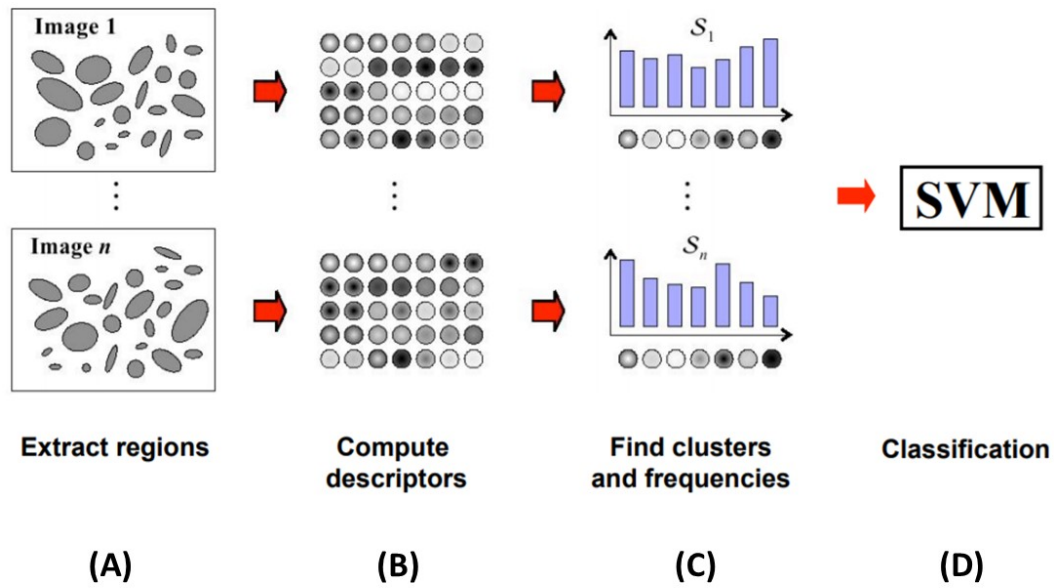 Image 1
S₁
⋮ ⋮ ⋮
SVM
Image n
Sₙ
Extract regions
Compute
descriptors
Find clusters
and frequencies
Classification
(A)
(B)
(C)
(D)